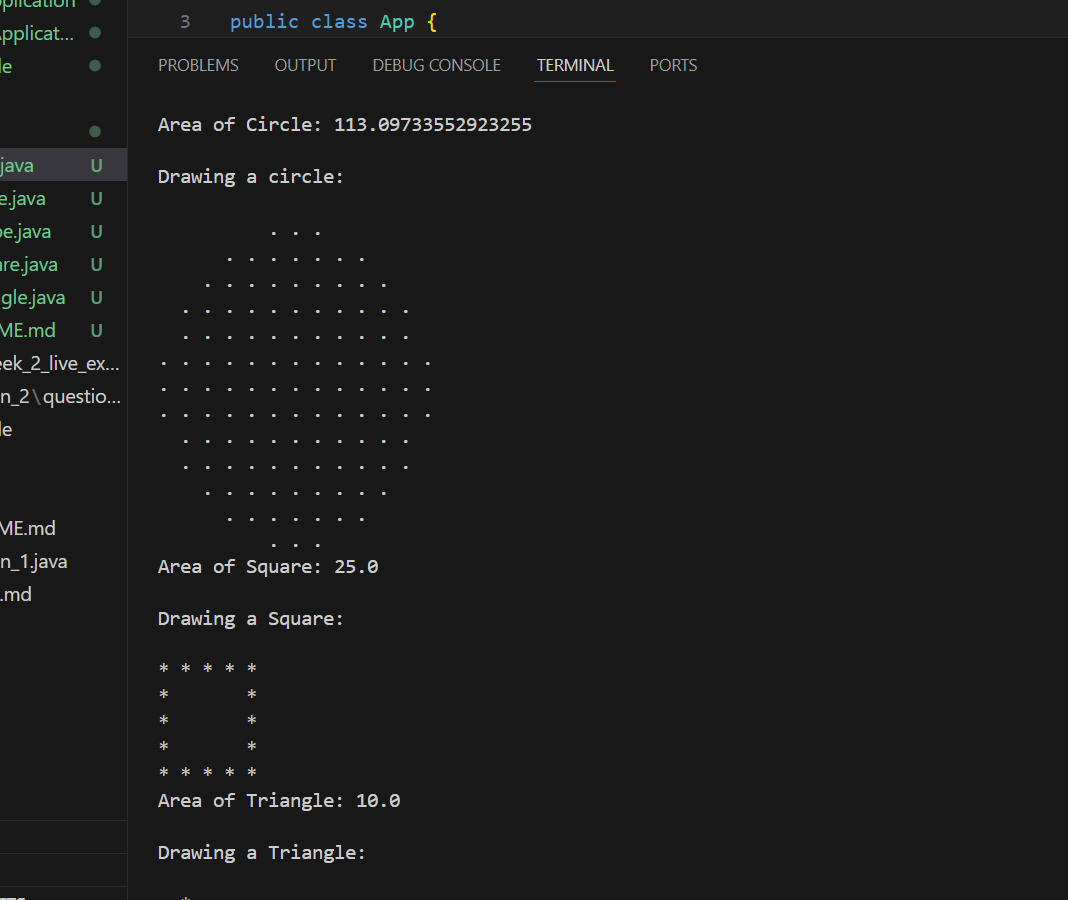 pplication
Applicat...
le
java U
e.java U
pe.java U
are.java U
gle.java U
ME.md U
eek_2_live_ex...
n_2\questio...
le
ME.md
n_1.java
.md
3 public class App {
PROBLEMS OUTPUT DEBUG CONSOLE TERMINAL PORTS
Area of Circle: 113.09733552923255
Drawing a circle:
          . . .
      . . . . . . .
    . . . . . . . . .
  . . . . . . . . . . .
  . . . . . . . . . . .
. . . . . . . . . . . . .
. . . . . . . . . . . . .
. . . . . . . . . . . . .
  . . . . . . . . . . .
  . . . . . . . . . . .
    . . . . . . . . .
      . . . . . . .
          . . .
Area of Square: 25.0
Drawing a Square:
* * * * *
*       *
*       *
*       *
* * * * *
Area of Triangle: 10.0
Drawing a Triangle:
  *